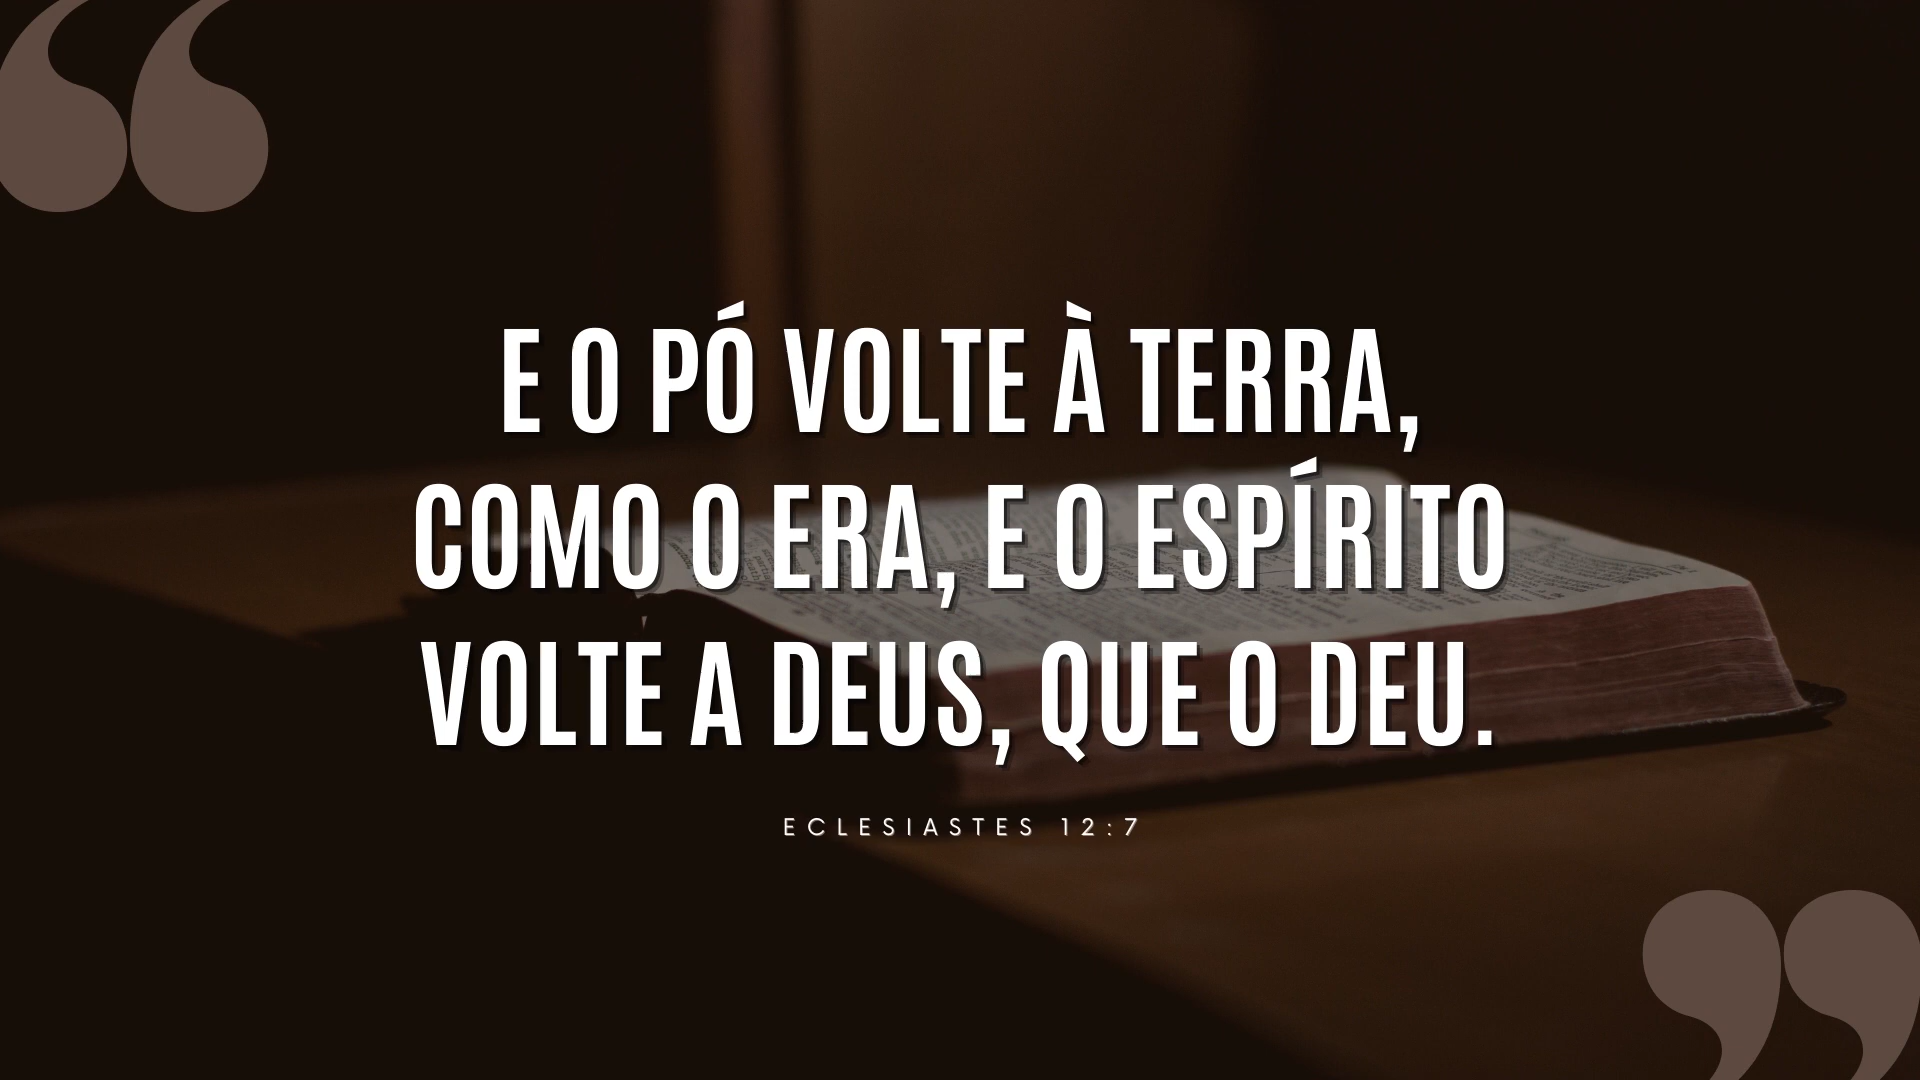 E O PÓ VOLTE À TERRA,
COMO O ERA, E O ESPÍRITO
VOLTE A DEUS, QUE O DEU.
ECLESIASTES 12:7